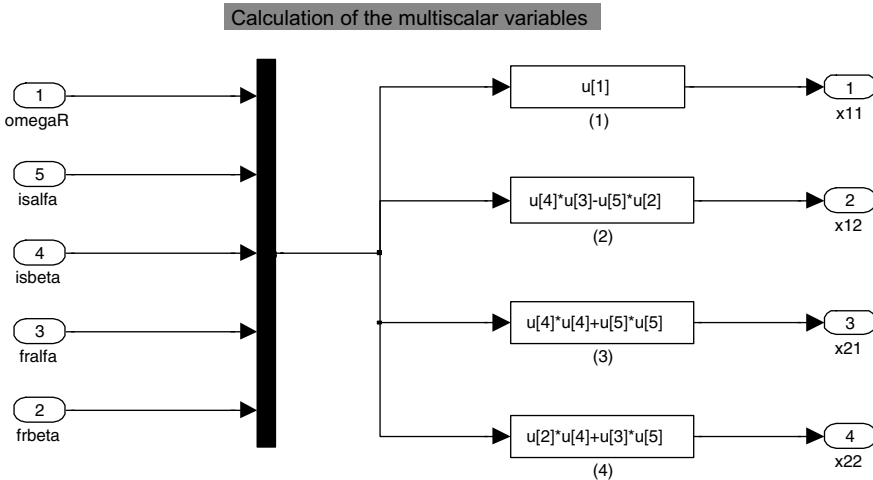 Calculation of the multiscalar variables
1
omegaR
5
isalfa
4
isbeta
3
fralfa
2
frbeta
u[1]
(1)
u[4]*u[3]-u[5]*u[2]
(2)
u[4]*u[4]+u[5]*u[5]
(3)
u[2]*u[4]+u[3]*u[5]
(4)
1
x11
2
x12
3
x21
4
x22